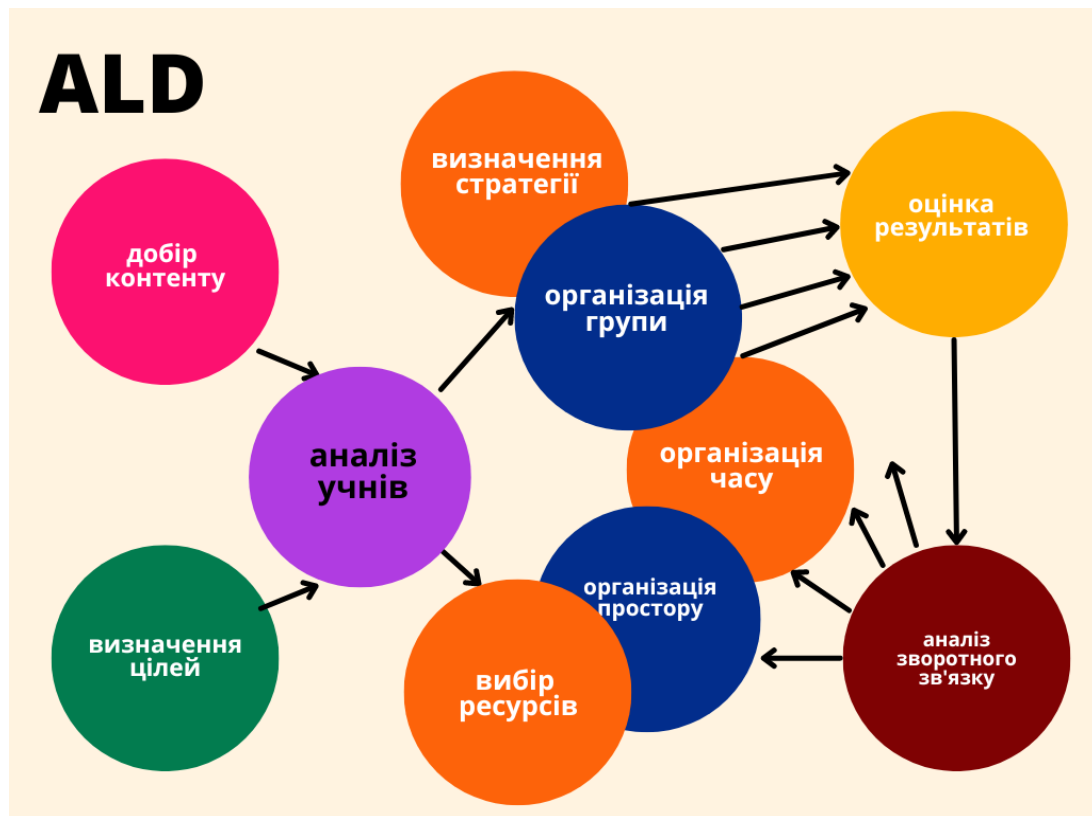 ALD
визначення
стратегії
оцінка
результатів
добір
контенту
організація
групи
аналіз
учнів
організація
часу
організація
простору
визначення
цілей
вибір
ресурсів
аналіз
зворотного
зв'язку